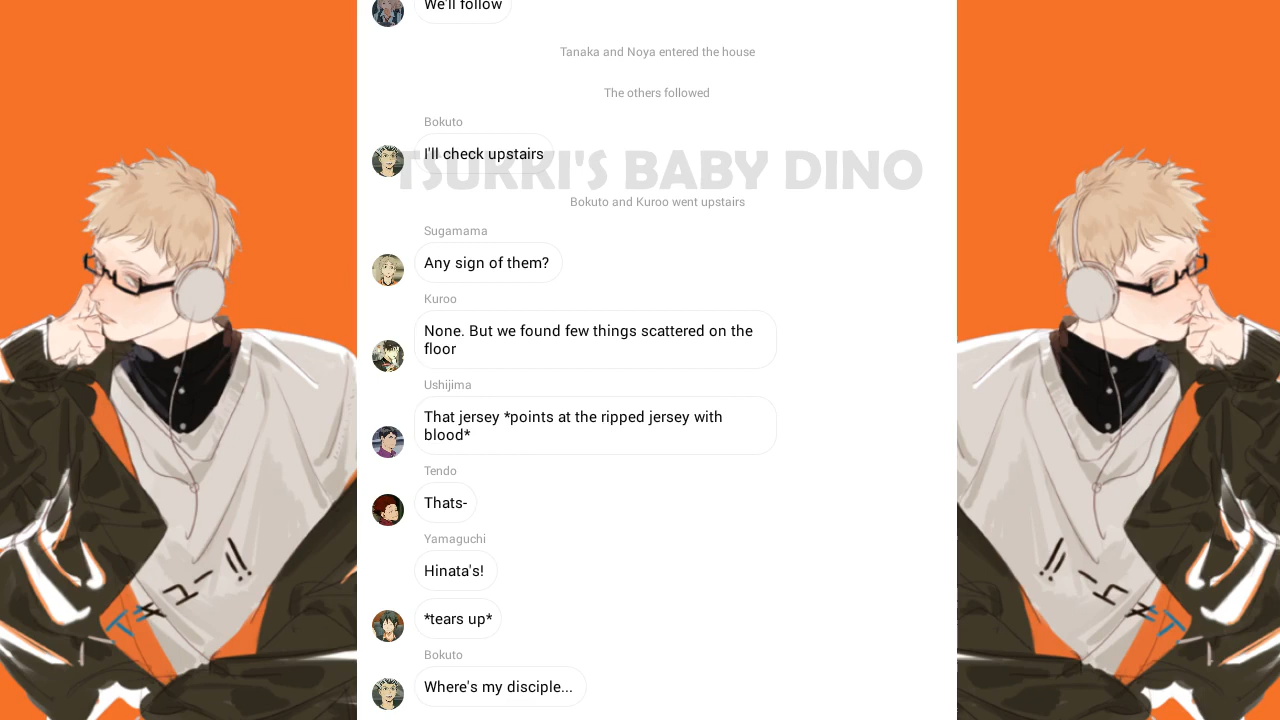 We'll follow
Tanaka and Noya entered the house
The others followed
Bokuto
I'll check upstairs
TSUKKI'S BABY DINO
Bokuto and Kuroo went upstairs
Sugamama
Any sign of them?
Kuroo
None. But we found few things scattered on the
floor
Ushijima
That jersey *points at the ripped jersey with
blood*
Tendo
Thats-
Yamaguchi
Hinata's!
*tears up*
Bokuto
Where's my disciple...